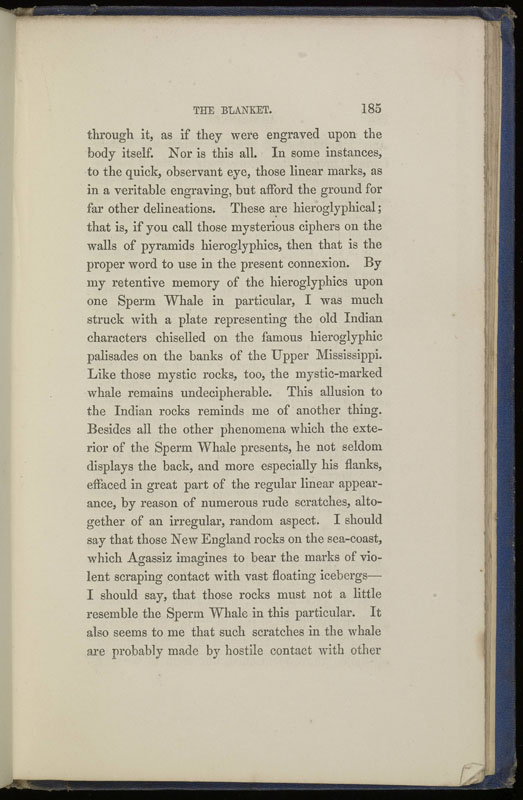 THE BLANKET. 185
through it, as if they were engraved upon the
body itself. Nor is this all. In some instances,
to the quick, observant eye, those linear marks, as
in a veritable engraving, but afford the ground for
far other delineations. These are hieroglyphical;
that is, if you call those mysterious ciphers on the
walls of pyramids hieroglyphics, then that is the
proper word to use in the present connexion. By
my retentive memory of the hieroglyphics upon
one Sperm Whale in particular, I was much
struck with a plate representing the old Indian
characters chiselled on the famous hieroglyphic
palisades on the banks of the Upper Mississippi.
Like those mystic rocks, too, the mystic-marked
whale remains undecipherable. This allusion to
the Indian rocks reminds me of another thing.
Besides all the other phenomena which the exte-
rior of the Sperm Whale presents, he not seldom
displays the back, and more especially his flanks,
effaced in great part of the regular linear appear-
ance, by reason of numerous rude scratches, alto-
gether of an irregular, random aspect. I should
say that those New England rocks on the sea-coast,
which Agassiz imagines to bear the marks of vio-
lent scraping contact with vast floating icebergs—
I should say, that those rocks must not a little
resemble the Sperm Whale in this particular. It
also seems to me that such scratches in the whale
are probably made by hostile contact with other